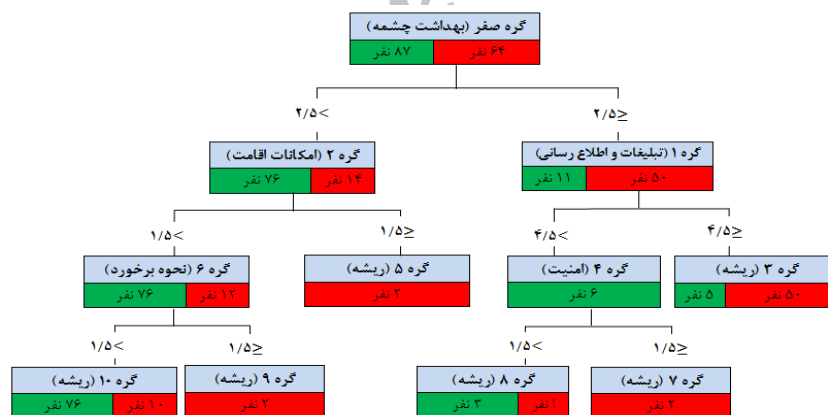 گره صفر (بهداشت چشمه)
۶۴ نفر
۸۷ نفر
۲/۵≥
۲/۵<
گره ۱ (تبلیغات و اطلاع رسانی)
۵۰ نفر
۱۱ نفر
گره ۲ (امکانات اقامت)
۱۴ نفر
۷۶ نفر
۴/۵≥
۴/۵<
۱/۵≥
۱/۵<
گره ۳ (ریشه)
۵۰ نفر
۵ نفر
گره ۴ (امنیت)
۶ نفر
گره ۵ (ریشه)
۲ نفر
گره ۶ (نحوه برخورد)
۱۲ نفر
۷۶ نفر
۱/۵≥
۱/۵<
۱/۵≥
۱/۵<
گره ۷ (ریشه)
۲ نفر
گره ۸ (ریشه)
۱ نفر
۳ نفر
گره ۹ (ریشه)
۲ نفر
گره ۱۰ (ریشه)
۱۰ نفر
۷۶ نفر